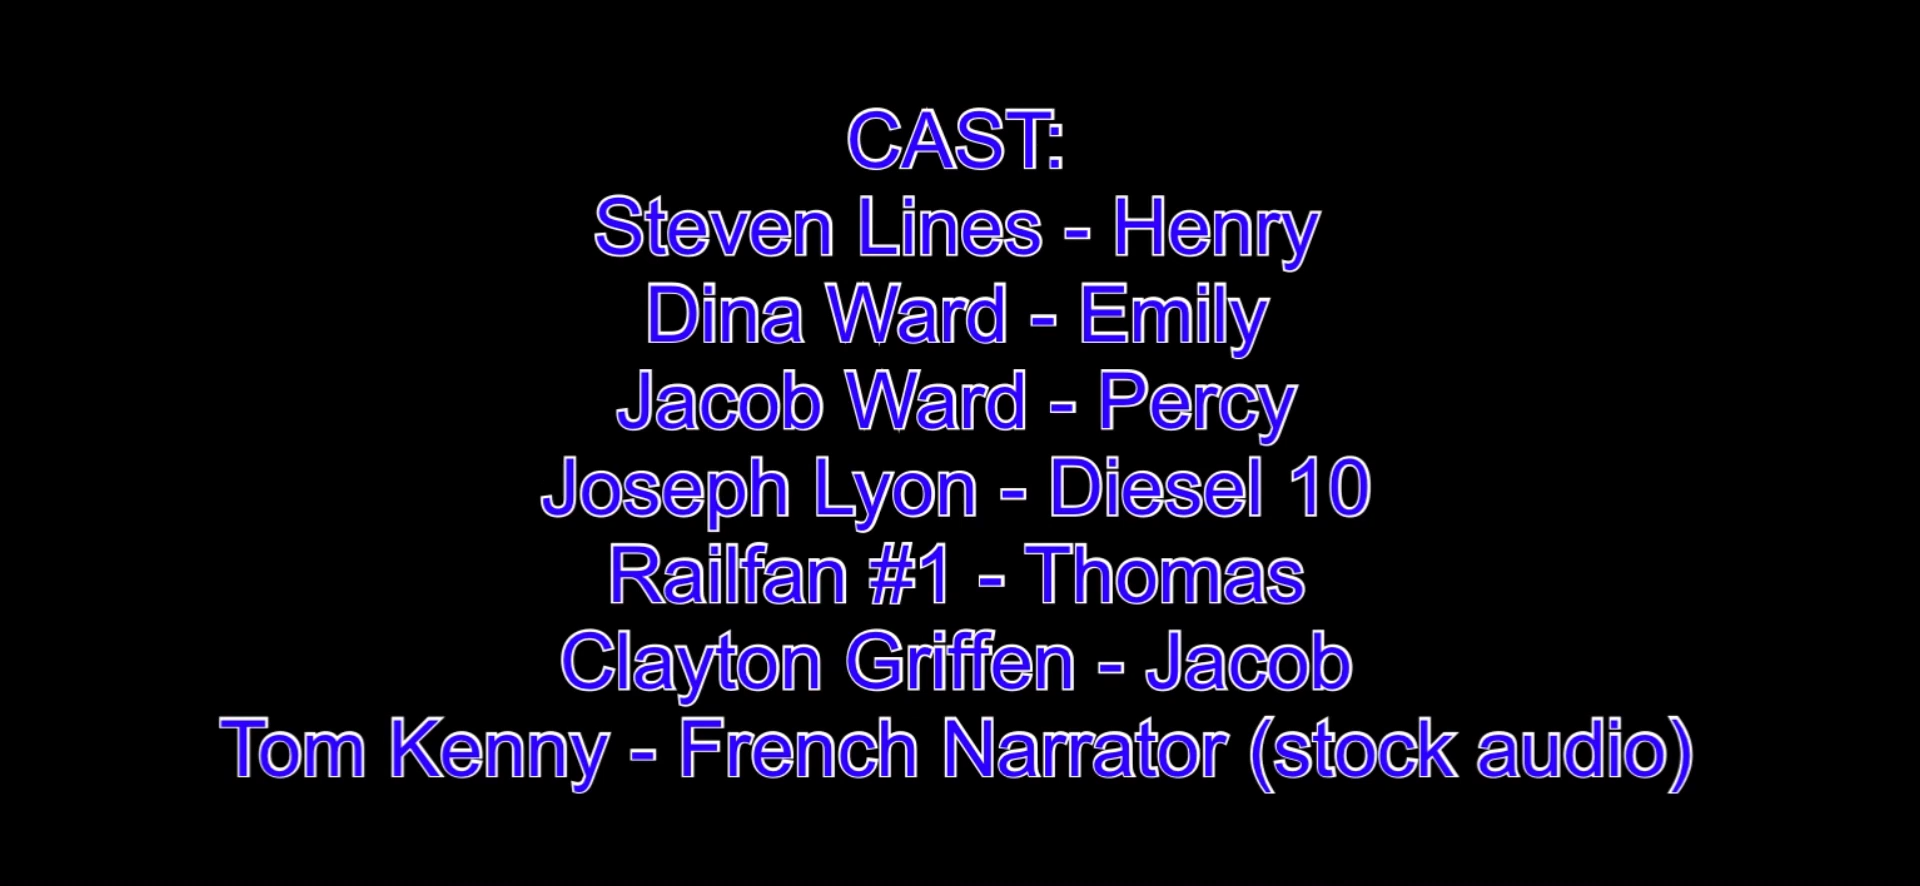 CAST:
Steven Lines - Henry
Dina Ward - Emily
Jacob Ward - Percy
Joseph Lyon - Diesel 10
Railfan #1 - Thomas
Clayton Griffen - Jacob
Tom Kenny - French Narrator (stock audio)